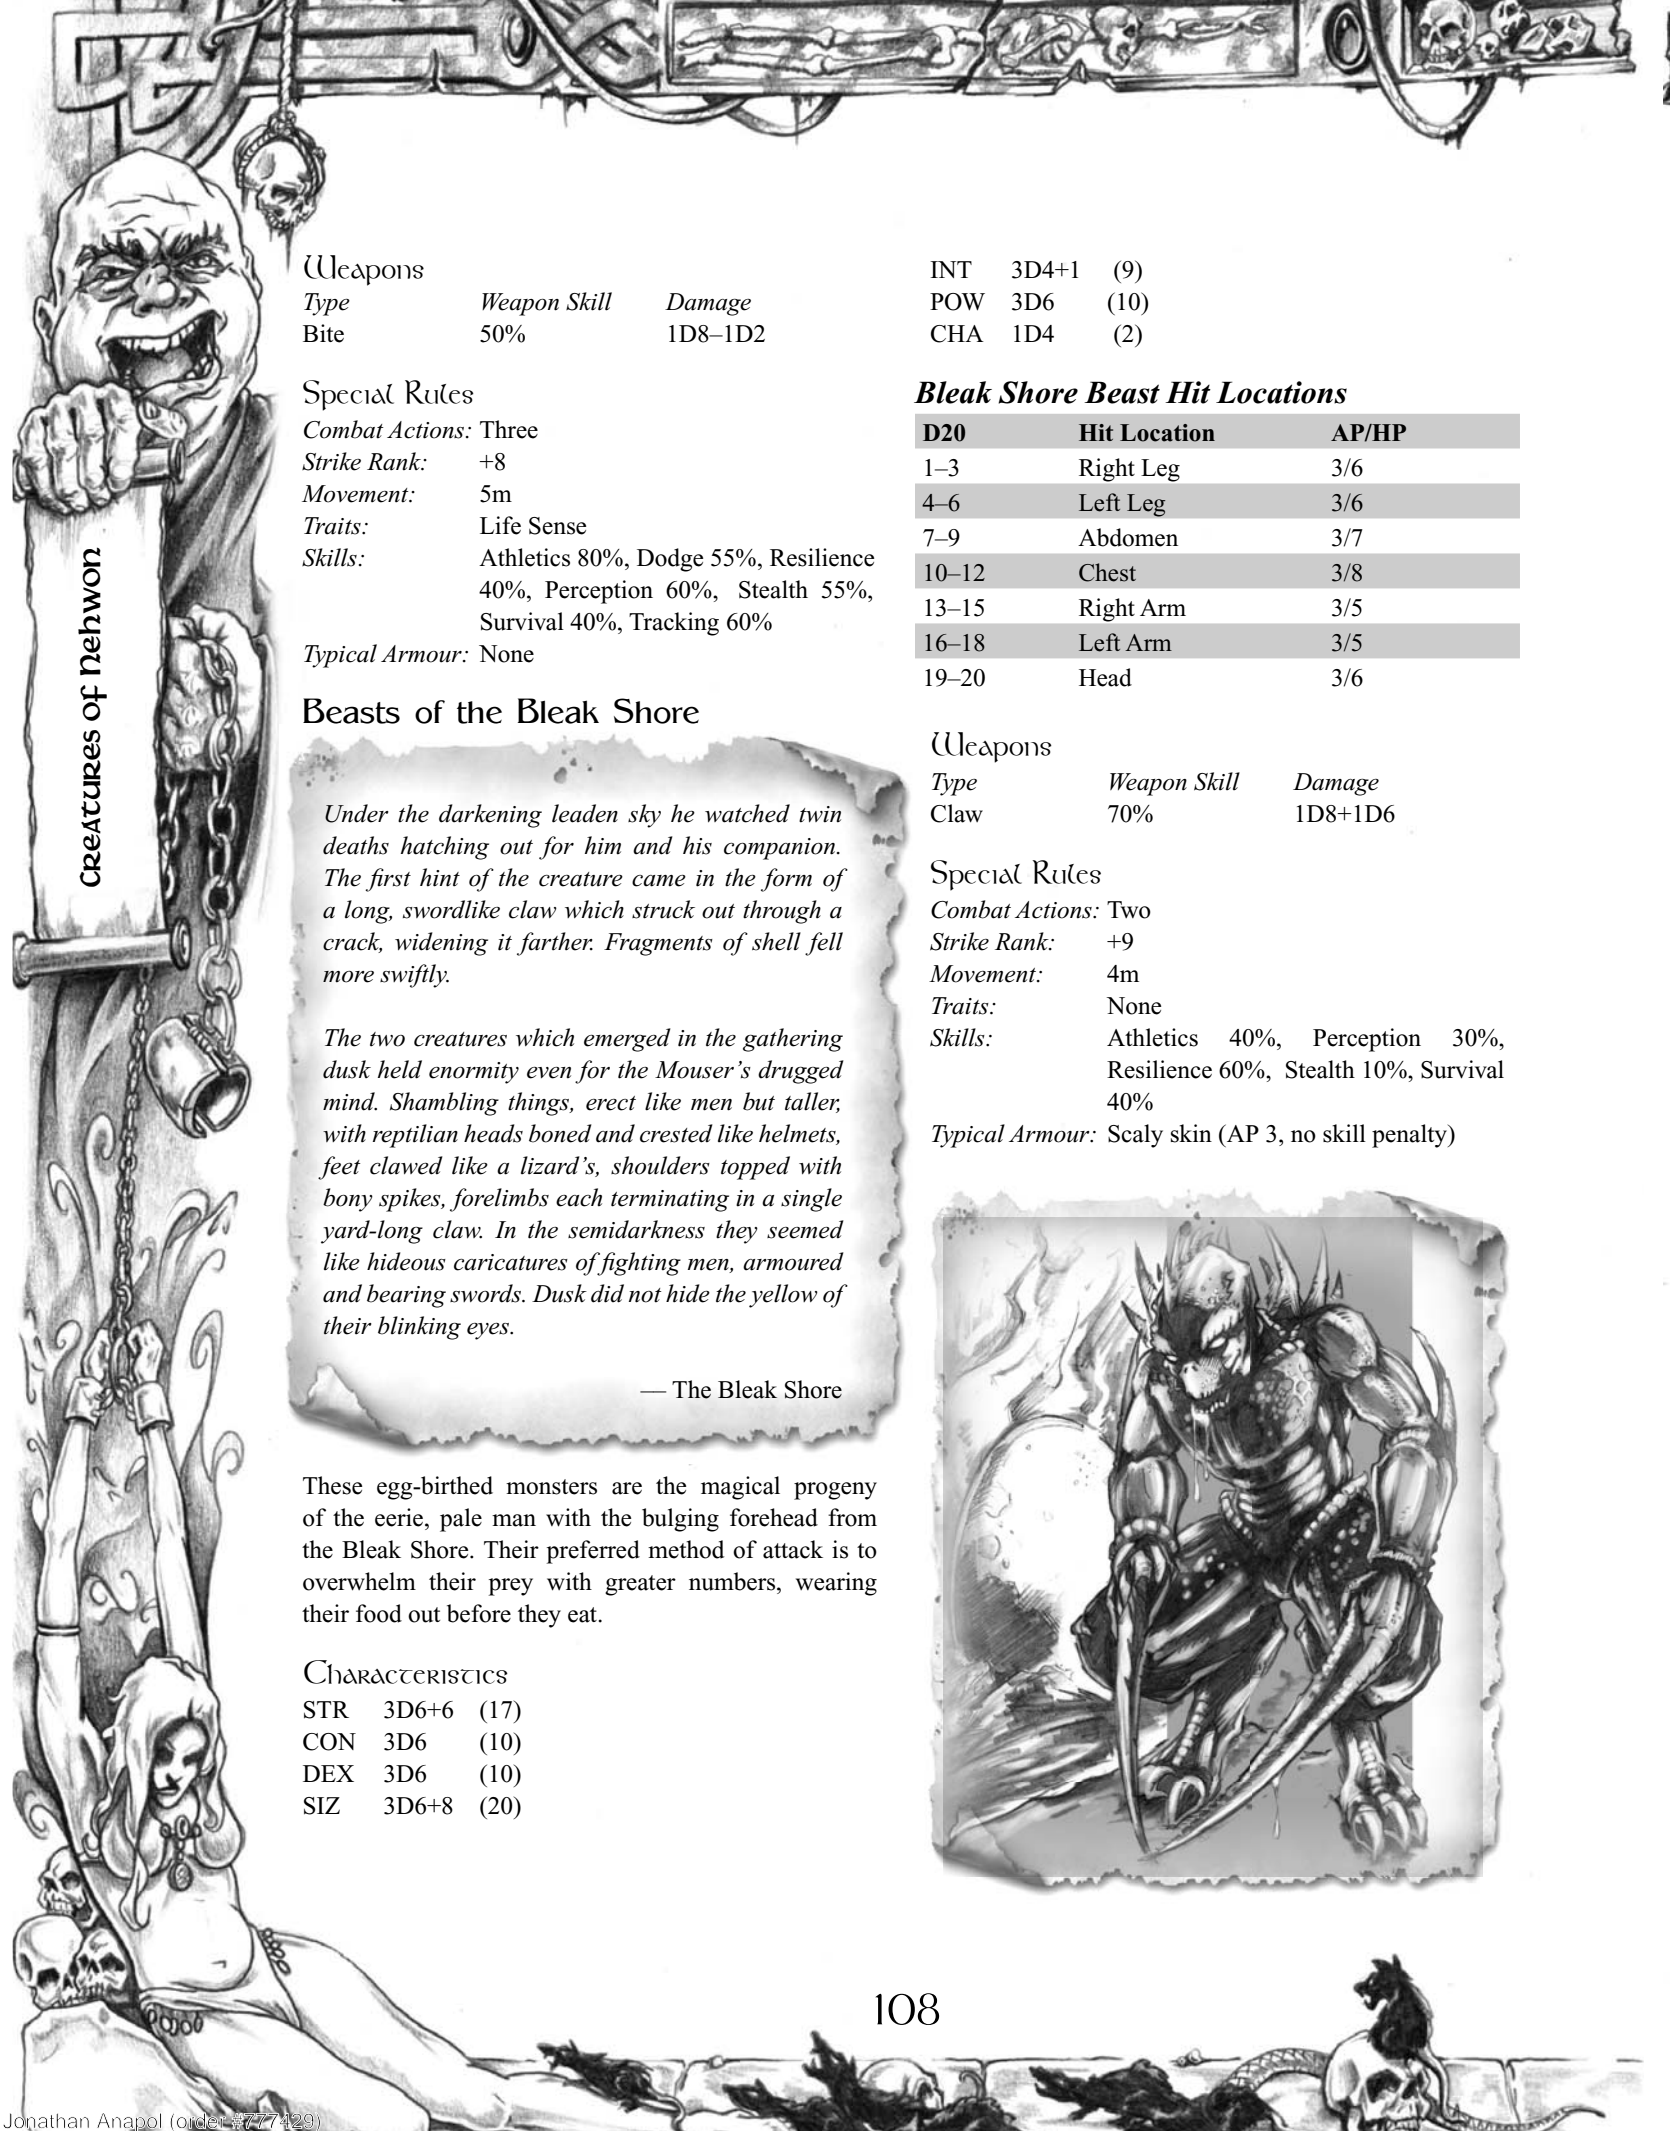 Weapons
Type Weapon Skill Damage
Bite 50% 1D8–1D2
Special Rules
Combat Actions: Three
Strike Rank: +8
Movement: 5m
Traits: Life Sense
Skills: Athletics 80%, Dodge 55%, Resilience
40%, Perception 60%, Stealth 55%,
Survival 40%, Tracking 60%
Typical Armour: None
Beasts of the Bleak Shore
Under the darkening leaden sky he watched twin
deaths hatching out for him and his companion.
The first hint of the creature came in the form of
a long, swordlike claw which struck out through a
crack, widening it farther. Fragments of shell fell
more swiftly.
The two creatures which emerged in the gathering
dusk held enormity even for the Mouser's drugged
mind. Shambling things, erect like men but taller,
with reptilian heads boned and crested like helmets,
feet clawed like a lizard's, shoulders topped with
bony spikes, forelimbs each terminating in a single
yard-long claw. In the semidarkness they seemed
like hideous caricatures of fighting men, armoured
and bearing swords. Dusk did not hide the yellow of
their blinking eyes.
— The Bleak Shore
These egg-birthed monsters are the magical progeny
of the eerie, pale man with the bulging forehead from
the Bleak Shore. Their preferred method of attack is to
overwhelm their prey with greater numbers, wearing
their food out before they eat.
Characteristics
STR 3D6+6 (17)
CON 3D6 (10)
DEX 3D6 (10)
SIZ 3D6+8 (20)
INT 3D4+1 (9)
POW 3D6 (10)
CHA 1D4 (2)
Bleak Shore Beast Hit Locations
D20 Hit Location AP/HP
1–3 Right Leg 3/6
4–6 Left Leg 3/6
7–9 Abdomen 3/7
10–12 Chest 3/8
13–15 Right Arm 3/5
16–18 Left Arm 3/5
19–20 Head 3/6
Weapons
Type Weapon Skill Damage
Claw 70% 1D8+1D6
Special Rules
Combat Actions: Two
Strike Rank: +9
Movement: 4m
Traits: None
Skills: Athletics 40%, Perception 30%,
Resilience 60%, Stealth 10%, Survival
40%
Typical Armour: Scaly skin (AP 3, no skill penalty)
Creatures of Nehwon
108
Jonathan Anapol (order #777429)